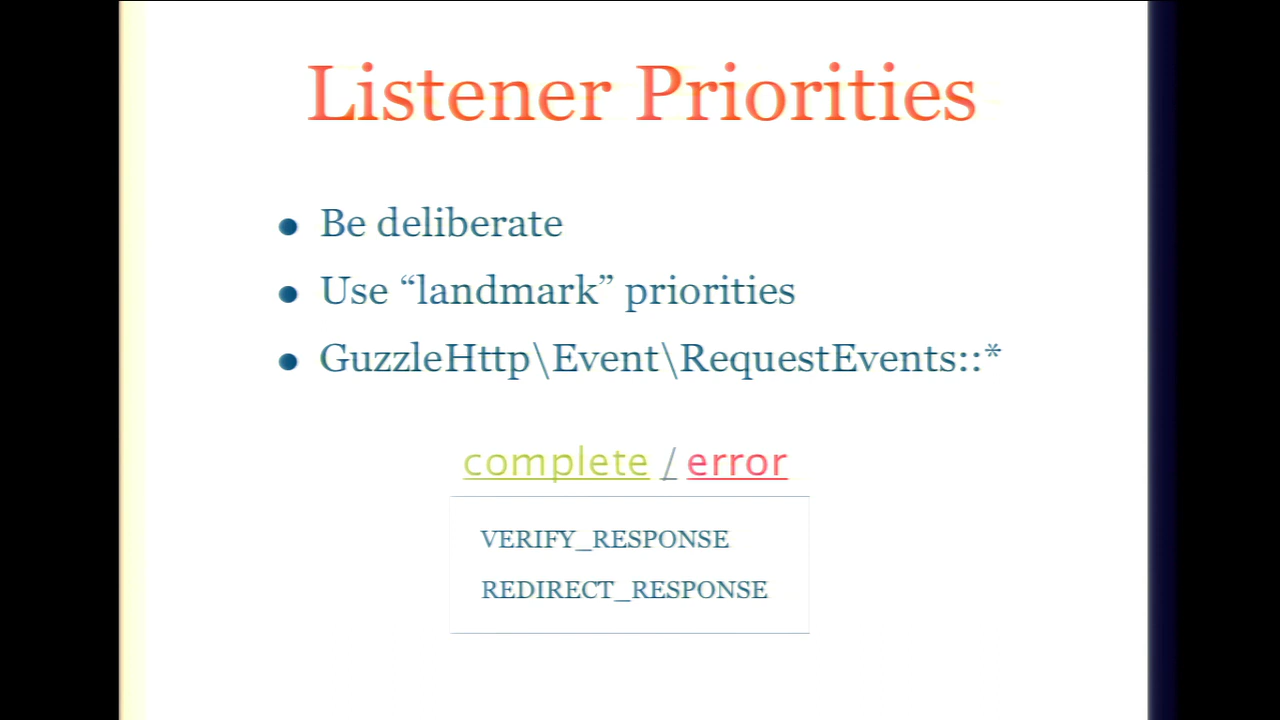 Listener Priorities
• Be deliberate
• Use “landmark” priorities
• GuzzleHttp\Event\RequestEvents::*
complete / error
VERIFY_RESPONSE
REDIRECT_RESPONSE